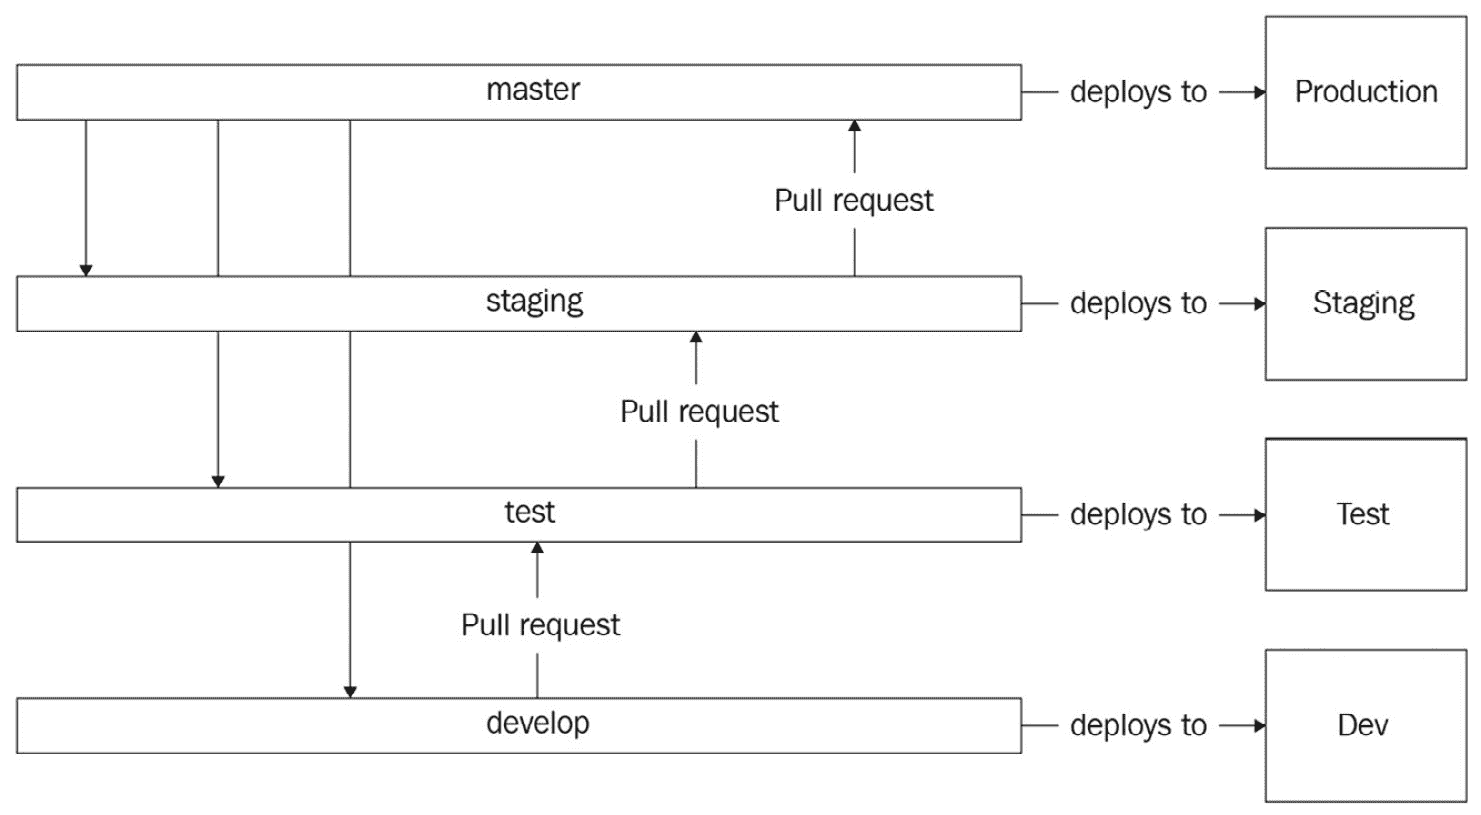 master
deploys to
Production
Pull request
staging
deploys to
Staging
Pull request
test
deploys to
Test
Pull request
develop
deploys to
Dev